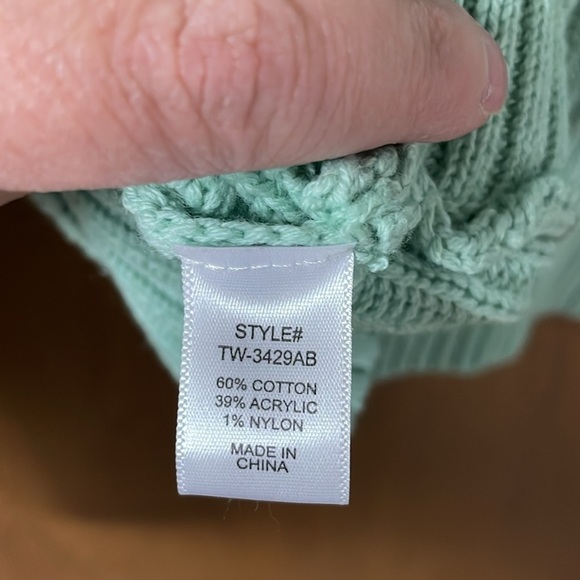 STYLE#
TW-3429AB
60% COTTON
39% ACRYLIC
1% NYLON
MADE IN
CHINA